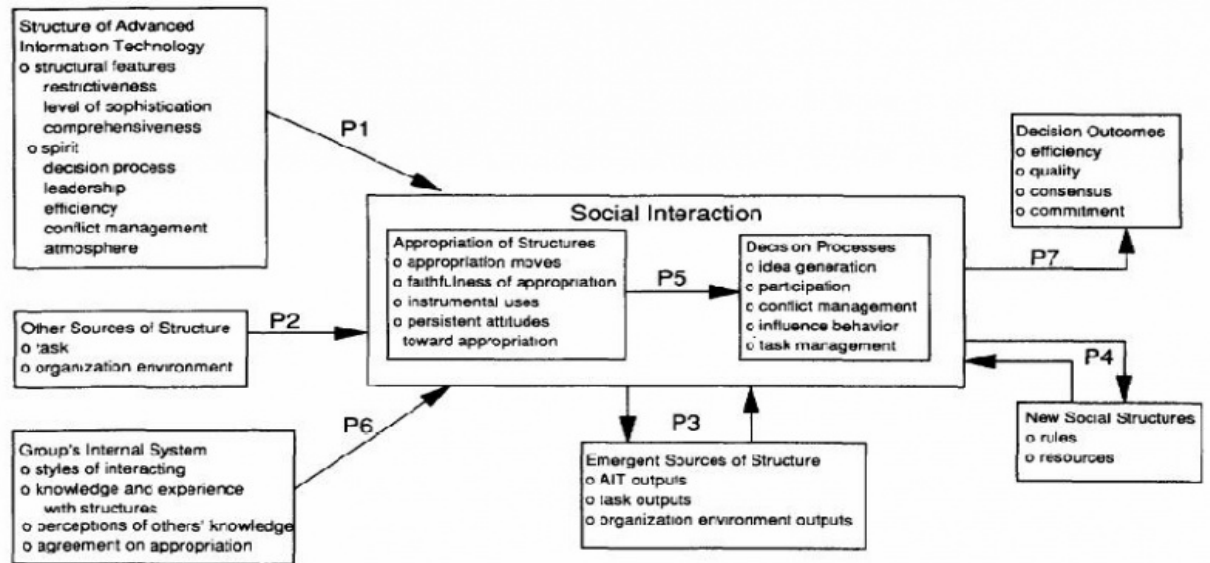 Structure of Advanced
Information Technology
o structural features
restrictiveness
level of sophistication
comprehensiveness
o spirit
decision process
leadership
efficiency
conflict management
atmosphere
P1
Other Sources of Structure
o task
o organization environment
P2
Group's Internal System
o styles of interacting
o knowledge and experience
with structures
o perceptions of others' knowledge
o agreement on appropriation
P6
Social Interaction
Appropriation of Structures
o appropriation moves
o faithfulness of appropriation
o instrumental uses
o persistent attitudes
toward appropriation
P5
Decision Processes
o idea generation
o participation
o conflict management
o influence behavior
o task management
P3
Emergent Sources of Structure
o AIT outputs
o task outputs
o organization environment outputs
Decision Outcomes
o efficiency
o quality
o consensus
o commitment
P7
P4
New Social Structures
o rules
o resources